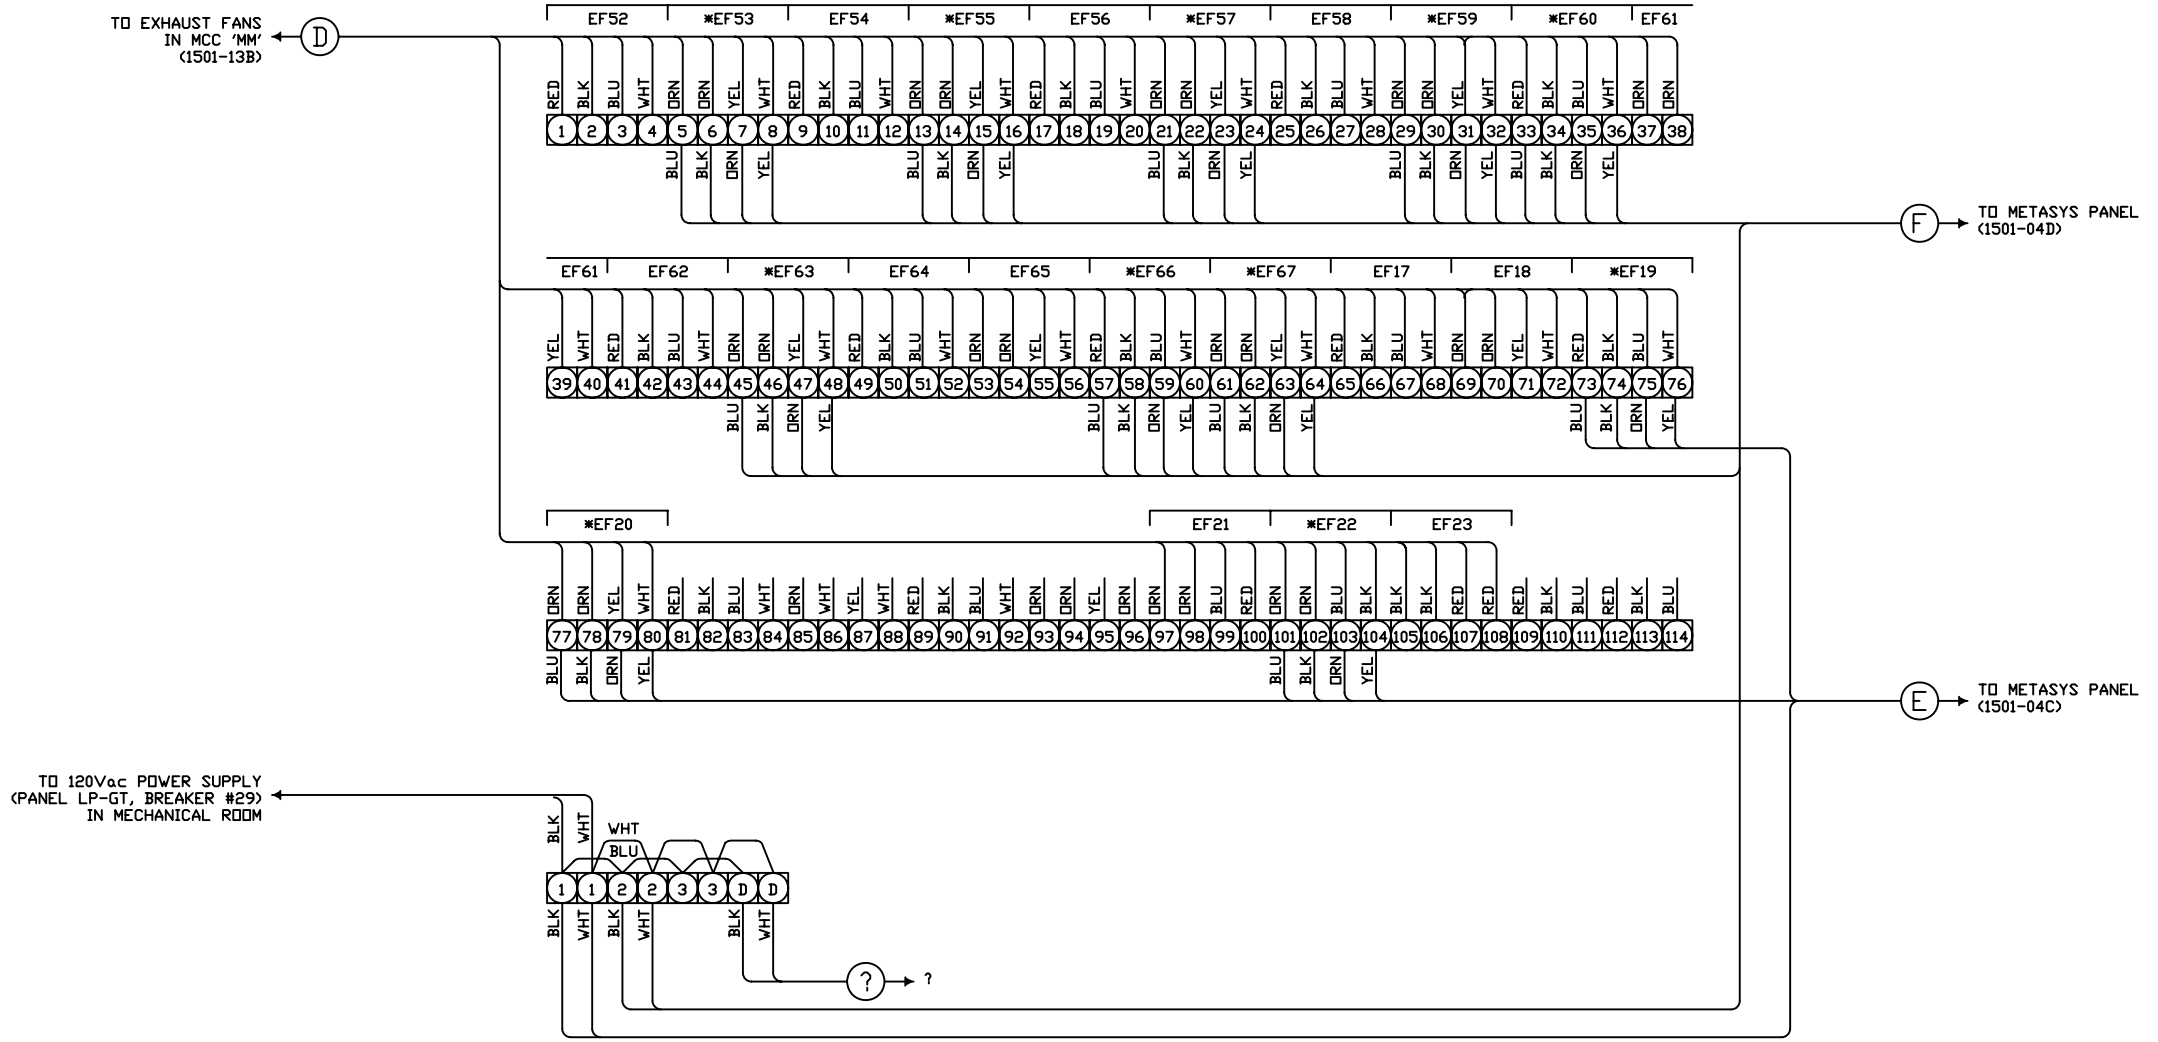 TO EXHAUST FANS
IN MCC 'MM'
(1501-13B)
D
EF52 *EF53 EF54 *EF55 EF56 *EF57 EF58 *EF59 *EF60 EF61
RED BLK BLU WHT ORN ORN YEL WHT RED BLK BLU WHT ORN ORN YEL WHT RED BLK BLU WHT ORN ORN YEL WHT RED BLK BLU WHT ORN ORN YEL WHT RED BLK BLU WHT ORN ORN
1 2 3 4 5 6 7 8 9 10 11 12 13 14 15 16 17 18 19 20 21 22 23 24 25 26 27 28 29 30 31 32 33 34 35 36 37 38
BLU BLK ORN YEL BLU BLK ORN YEL BLU BLK ORN YEL BLU BLK ORN YEL BLU BLK ORN YEL
F
TO METASYS PANEL
(1501-04D)
EF61 EF62 *EF63 EF64 EF65 *EF66 *EF67 EF17 EF18 *EF19
YEL WHT RED BLK BLU WHT ORN ORN YEL WHT RED BLK BLU WHT ORN ORN YEL WHT RED BLK BLU WHT ORN ORN YEL WHT RED BLK BLU WHT ORN ORN YEL WHT RED BLK BLU WHT
39 40 41 42 43 44 45 46 47 48 49 50 51 52 53 54 55 56 57 58 59 60 61 62 63 64 65 66 67 68 69 70 71 72 73 74 75 76
BLU BLK ORN YEL BLU BLK ORN YEL BLU BLK ORN YEL BLU BLK ORN YEL
*EF20 EF21 *EF22 EF23
ORN ORN YEL WHT RED BLK BLU WHT ORN WHT YEL WHT RED BLK BLU WHT ORN ORN YEL ORN ORN ORN BLU RED ORN ORN BLU BLK BLK BLK RED RED RED BLK BLU RED BLK BLU
77 78 79 80 81 82 83 84 85 86 87 88 89 90 91 92 93 94 95 96 97 98 99 100 101 102 103 104 105 106 107 108 109 110 111 112 113 114
BLU BLK ORN YEL BLU BLK ORN YEL
E
TO METASYS PANEL
(1501-04C)
TO 120Vac POWER SUPPLY
(PANEL LP-GT, BREAKER #29)
IN MECHANICAL ROOM
BLK WHT
WHT
BLU
1 1 2 2 3 3 D D
BLK WHT BLK WHT BLK WHT
? ?